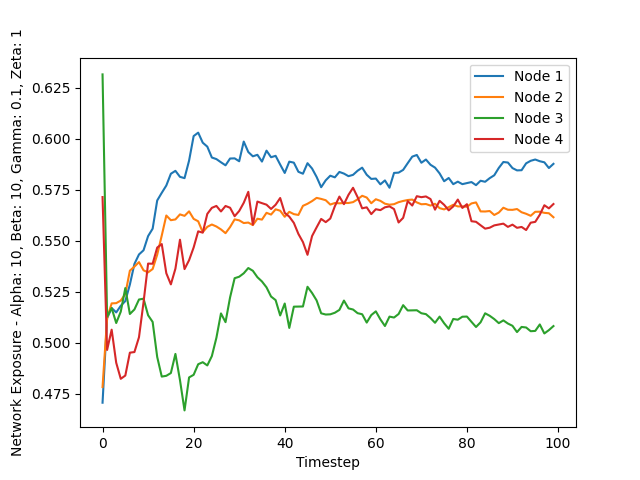 Network Exposure - Alpha: 10, Beta: 10, Gamma: 0.1, Zeta: 1
0.625
0.600
0.575
0.550
0.525
0.500
0.475
Node 1
Node 2
Node 3
Node 4
0
20
40
60
80
100
Timestep